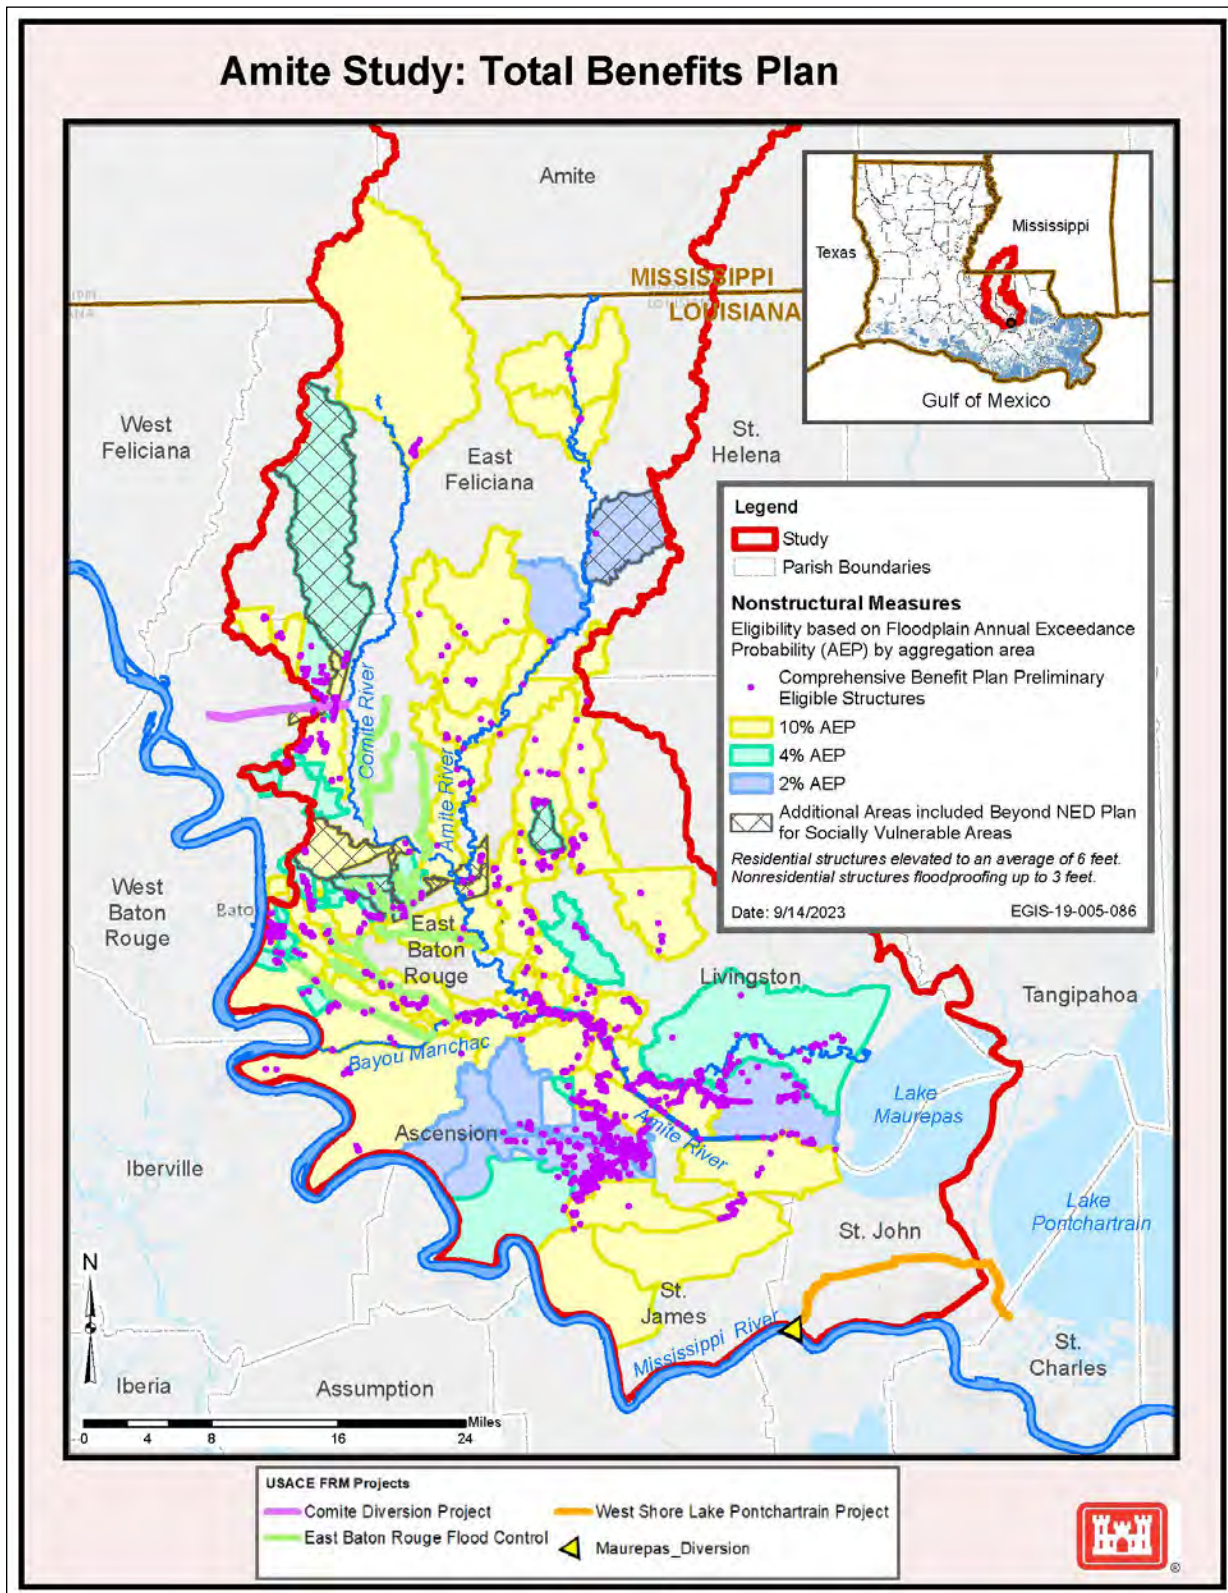 Amite Study: Total Benefits Plan
Amite
MISSISSIPPI
LOUISIANA
Texas
Mississippi
Gulf of Mexico
West
Feliciana
East
Feliciana
St.
Helena
Legend
Study
Parish Boundaries
Nonstructural Measures
Eligibility based on Floodplain Annual Exceedance
Probability (AEP) by aggregation area
Comprehensive Benefit Plan Preliminary
Eligible Structures
10% AEP
4% AEP
2% AEP
Additional Areas included Beyond NED Plan
for Socially Vulnerable Areas
Residential structures elevated to an average of 6 feet.
Nonresidential structures floodproofing up to 3 feet.
Date: 9/14/2023 EGIS-19-005-086
Comite River
Amite River
West
Baton
Rouge
Bato
East
Baton
Rouge
Livingston
Tangipahoa
Bayou Manchac
Lake
Maurepas
Ascension
Amite River
Iberville
Lake
Pontchartrain
St. John
N
St.
James
Mississippi River
St.
Charles
Iberia
Assumption
Miles
0 4 8 16 24
USACE FRM Projects
Comite Diversion Project
West Shore Lake Pontchartrain Project
East Baton Rouge Flood Control
Maurepas_Diversion
®